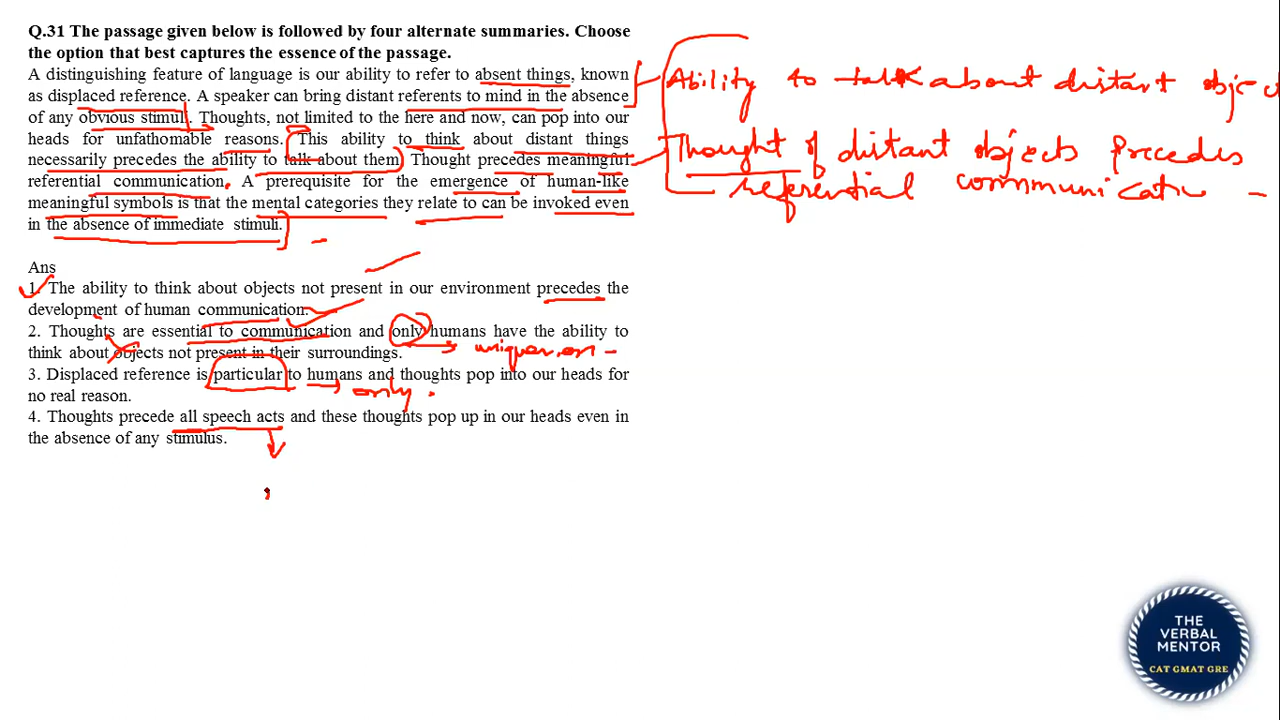 Q.31 The passage given below is followed by four alternate summaries. Choose
the option that best captures the essence of the passage.
A distinguishing feature of language is our ability to refer to absent things, known
as displaced reference. A speaker can bring distant referents to mind in the absence
of any obvious stimuli. Thoughts, not limited to the here and now, can pop into our
heads for unfathomable reasons. This ability to think about distant things
necessarily precedes the ability to talk about them. Thought precedes meaningful
referential communication. A prerequisite for the emergence of human-like
meaningful symbols is that the mental categories they relate to can be invoked even
in the absence of immediate stimuli.
Ability to talk about distant objec
Thought of distant objects precedes
referential communicatn
Ans
1. The ability to think about objects not present in our environment precedes the
development of human communication.
2. Thoughts are essential to communication and only humans have the ability to
think about objects not present in their surroundings.
3. Displaced reference is particular to humans and thoughts pop into our heads for
only.
no real reason.
4. Thoughts precede all speech acts and these thoughts pop up in our heads even in
the absence of any stimulus.
THE
VERBAL
MENTOR
CAT GMAT GRE